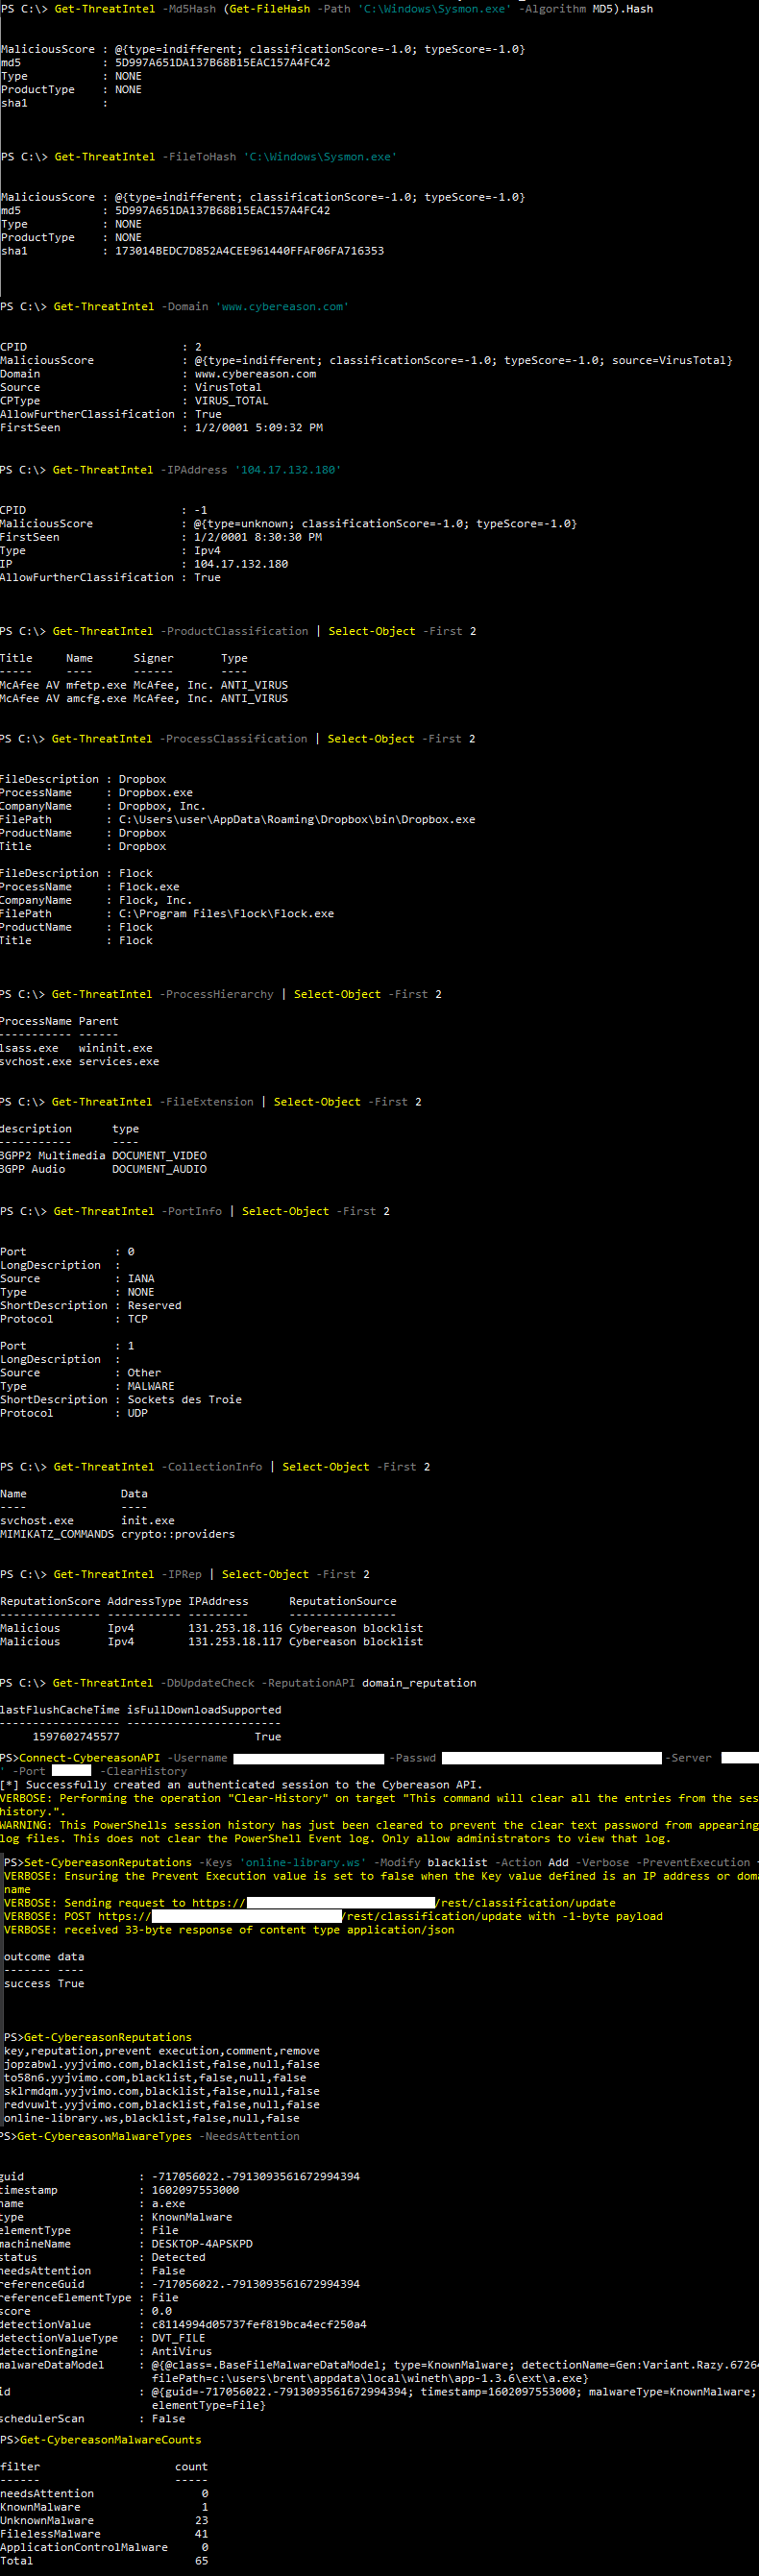 PS C:\> Get-ThreatIntel -Md5Hash (Get-FileHash -Path 'C:\Windows\Sysmon.exe' -Algorithm MD5).Hash
MaliciousScore : @{type=indifferent; classificationScore=-1.0; typeScore=-1.0}
md5 : 5D997A651DA137B68B15EAC157A4FC42
Type : NONE
ProductType : NONE
sha1 :
PS C:\> Get-ThreatIntel -FileToHash 'C:\Windows\Sysmon.exe'
MaliciousScore : @{type=indifferent; classificationScore=-1.0; typeScore=-1.0}
md5 : 5D997A651DA137B68B15EAC157A4FC42
Type : NONE
ProductType : NONE
sha1 : 173014BEDC7D852A4CEE961440FFAF06FA716353
PS C:\> Get-ThreatIntel -Domain 'www.cybereason.com'
CPID : 2
MaliciousScore : @{type=indifferent; classificationScore=-1.0; typeScore=-1.0; source=VirusTotal}
Domain : www.cybereason.com
Source : VirusTotal
CPType : VIRUS_TOTAL
AllowFurtherClassification : True
FirstSeen : 1/2/0001 5:09:32 PM
PS C:\> Get-ThreatIntel -IPAddress '104.17.132.180'
CPID : -1
MaliciousScore : @{type=unknown; classificationScore=-1.0; typeScore=-1.0}
FirstSeen : 1/2/0001 8:30:30 PM
Type : Ipv4
IP : 104.17.132.180
AllowFurtherClassification : True
PS C:\> Get-ThreatIntel -ProductClassification | Select-Object -First 2
Title Name Signer Type
----- ---- ------ ----
McAfee AV mfetp.exe McAfee, Inc. ANTI_VIRUS
McAfee AV amcfg.exe McAfee, Inc. ANTI_VIRUS
PS C:\> Get-ThreatIntel -ProcessClassification | Select-Object -First 2
FileDescription : Dropbox
ProcessName : Dropbox.exe
CompanyName : Dropbox, Inc.
FilePath : C:\Users\user\AppData\Roaming\Dropbox\bin\Dropbox.exe
ProductName : Dropbox
Title : Dropbox
FileDescription : Flock
ProcessName : Flock.exe
CompanyName : Flock, Inc.
FilePath : C:\Program Files\Flock\Flock.exe
ProductName : Flock
Title : Flock
PS C:\> Get-ThreatIntel -ProcessHierarchy | Select-Object -First 2
ProcessName Parent
----------- ------
lsass.exe wininit.exe
svchost.exe services.exe
PS C:\> Get-ThreatIntel -FileExtension | Select-Object -First 2
description type
----------- ----
3GPP2 Multimedia DOCUMENT_VIDEO
3GPP Audio DOCUMENT_AUDIO
PS C:\> Get-ThreatIntel -PortInfo | Select-Object -First 2
Port : 0
LongDescription :
Source : IANA
Type : NONE
ShortDescription : Reserved
Protocol : TCP
Port : 1
LongDescription :
Source : Other
Type : MALWARE
ShortDescription : Sockets des Troie
Protocol : UDP
PS C:\> Get-ThreatIntel -CollectionInfo | Select-Object -First 2
Name Data
---- ----
svchost.exe init.exe
MIMIKATZ_COMMANDS crypto::providers
PS C:\> Get-ThreatIntel -IPRep | Select-Object -First 2
ReputationScore AddressType IPAddress ReputationSource
--------------- ----------- --------- ----------------
Malicious Ipv4 131.253.18.116 Cybereason blocklist
Malicious Ipv4 131.253.18.117 Cybereason blocklist
PS C:\> Get-ThreatIntel -DbUpdateCheck -ReputationAPI domain_reputation
lastFlushCacheTime isFullDownloadSupported
------------------ -----------------------
1597602745577 True
PS>Connect-CybereasonAPI -Username -Passwd -Server
' -Port -ClearHistory
[*] Successfully created an authenticated session to the Cybereason API.
VERBOSE: Performing the operation "Clear-History" on target "This command will clear all the entries from the ses
history.".
WARNING: This PowerShells session history has just been cleared to prevent the clear text password from appearing
log files. This does not clear the PowerShell Event log. Only allow administrators to view that log.
PS>Set-CybereasonReputations -Keys 'online-library.ws' -Modify blacklist -Action Add -Verbose -PreventExecution
VERBOSE: Ensuring the Prevent Execution value is set to false when the Key value defined is an IP address or doma
name
VERBOSE: Sending request to https:// /rest/classification/update
VERBOSE: POST https:// /rest/classification/update with -1-byte payload
VERBOSE: received 33-byte response of content type application/json
outcome data
------- ----
success True
PS>Get-CybereasonReputations
key,reputation,prevent execution,comment,remove
jopzabwl.yyjvimo.com,blacklist,false,null,false
to58n6.yyjvimo.com,blacklist,false,null,false
sklrmdqm.yyjvimo.com,blacklist,false,null,false
redvuwlt.yyjvimo.com,blacklist,false,null,false
online-library.ws,blacklist,false,null,false
PS>Get-CybereasonMalwareTypes -NeedsAttention
guid : -717056022.-7913093561672994394
timestamp : 1602097553000
name : a.exe
type : KnownMalware
elementType : File
machineName : DESKTOP-4APSKPD
status : Detected
needsAttention : False
referenceGuid : -717056022.-7913093561672994394
referenceElementType : File
score : 0.0
detectionValue : c8114994d05737fef819bca4ecf250a4
detectionValueType : DVT_FILE
detectionEngine : AntiVirus
malwareDataModel : @{@class=.BaseFileMalwareDataModel; type=KnownMalware; detectionName=Gen:Variant.Razy.67264
filePath=c:\users\brent\appdata\local\wineth\app-1.3.6\ext\a.exe}
id : @{guid=-717056022.-7913093561672994394; timestamp=1602097553000; malwareType=KnownMalware;
elementType=File}
schedulerScan : False
PS>Get-CybereasonMalwareCounts
filter count
------ -----
needsAttention 0
KnownMalware 1
UnknownMalware 23
FilelessMalware 41
ApplicationControlMalware 0
Total 65